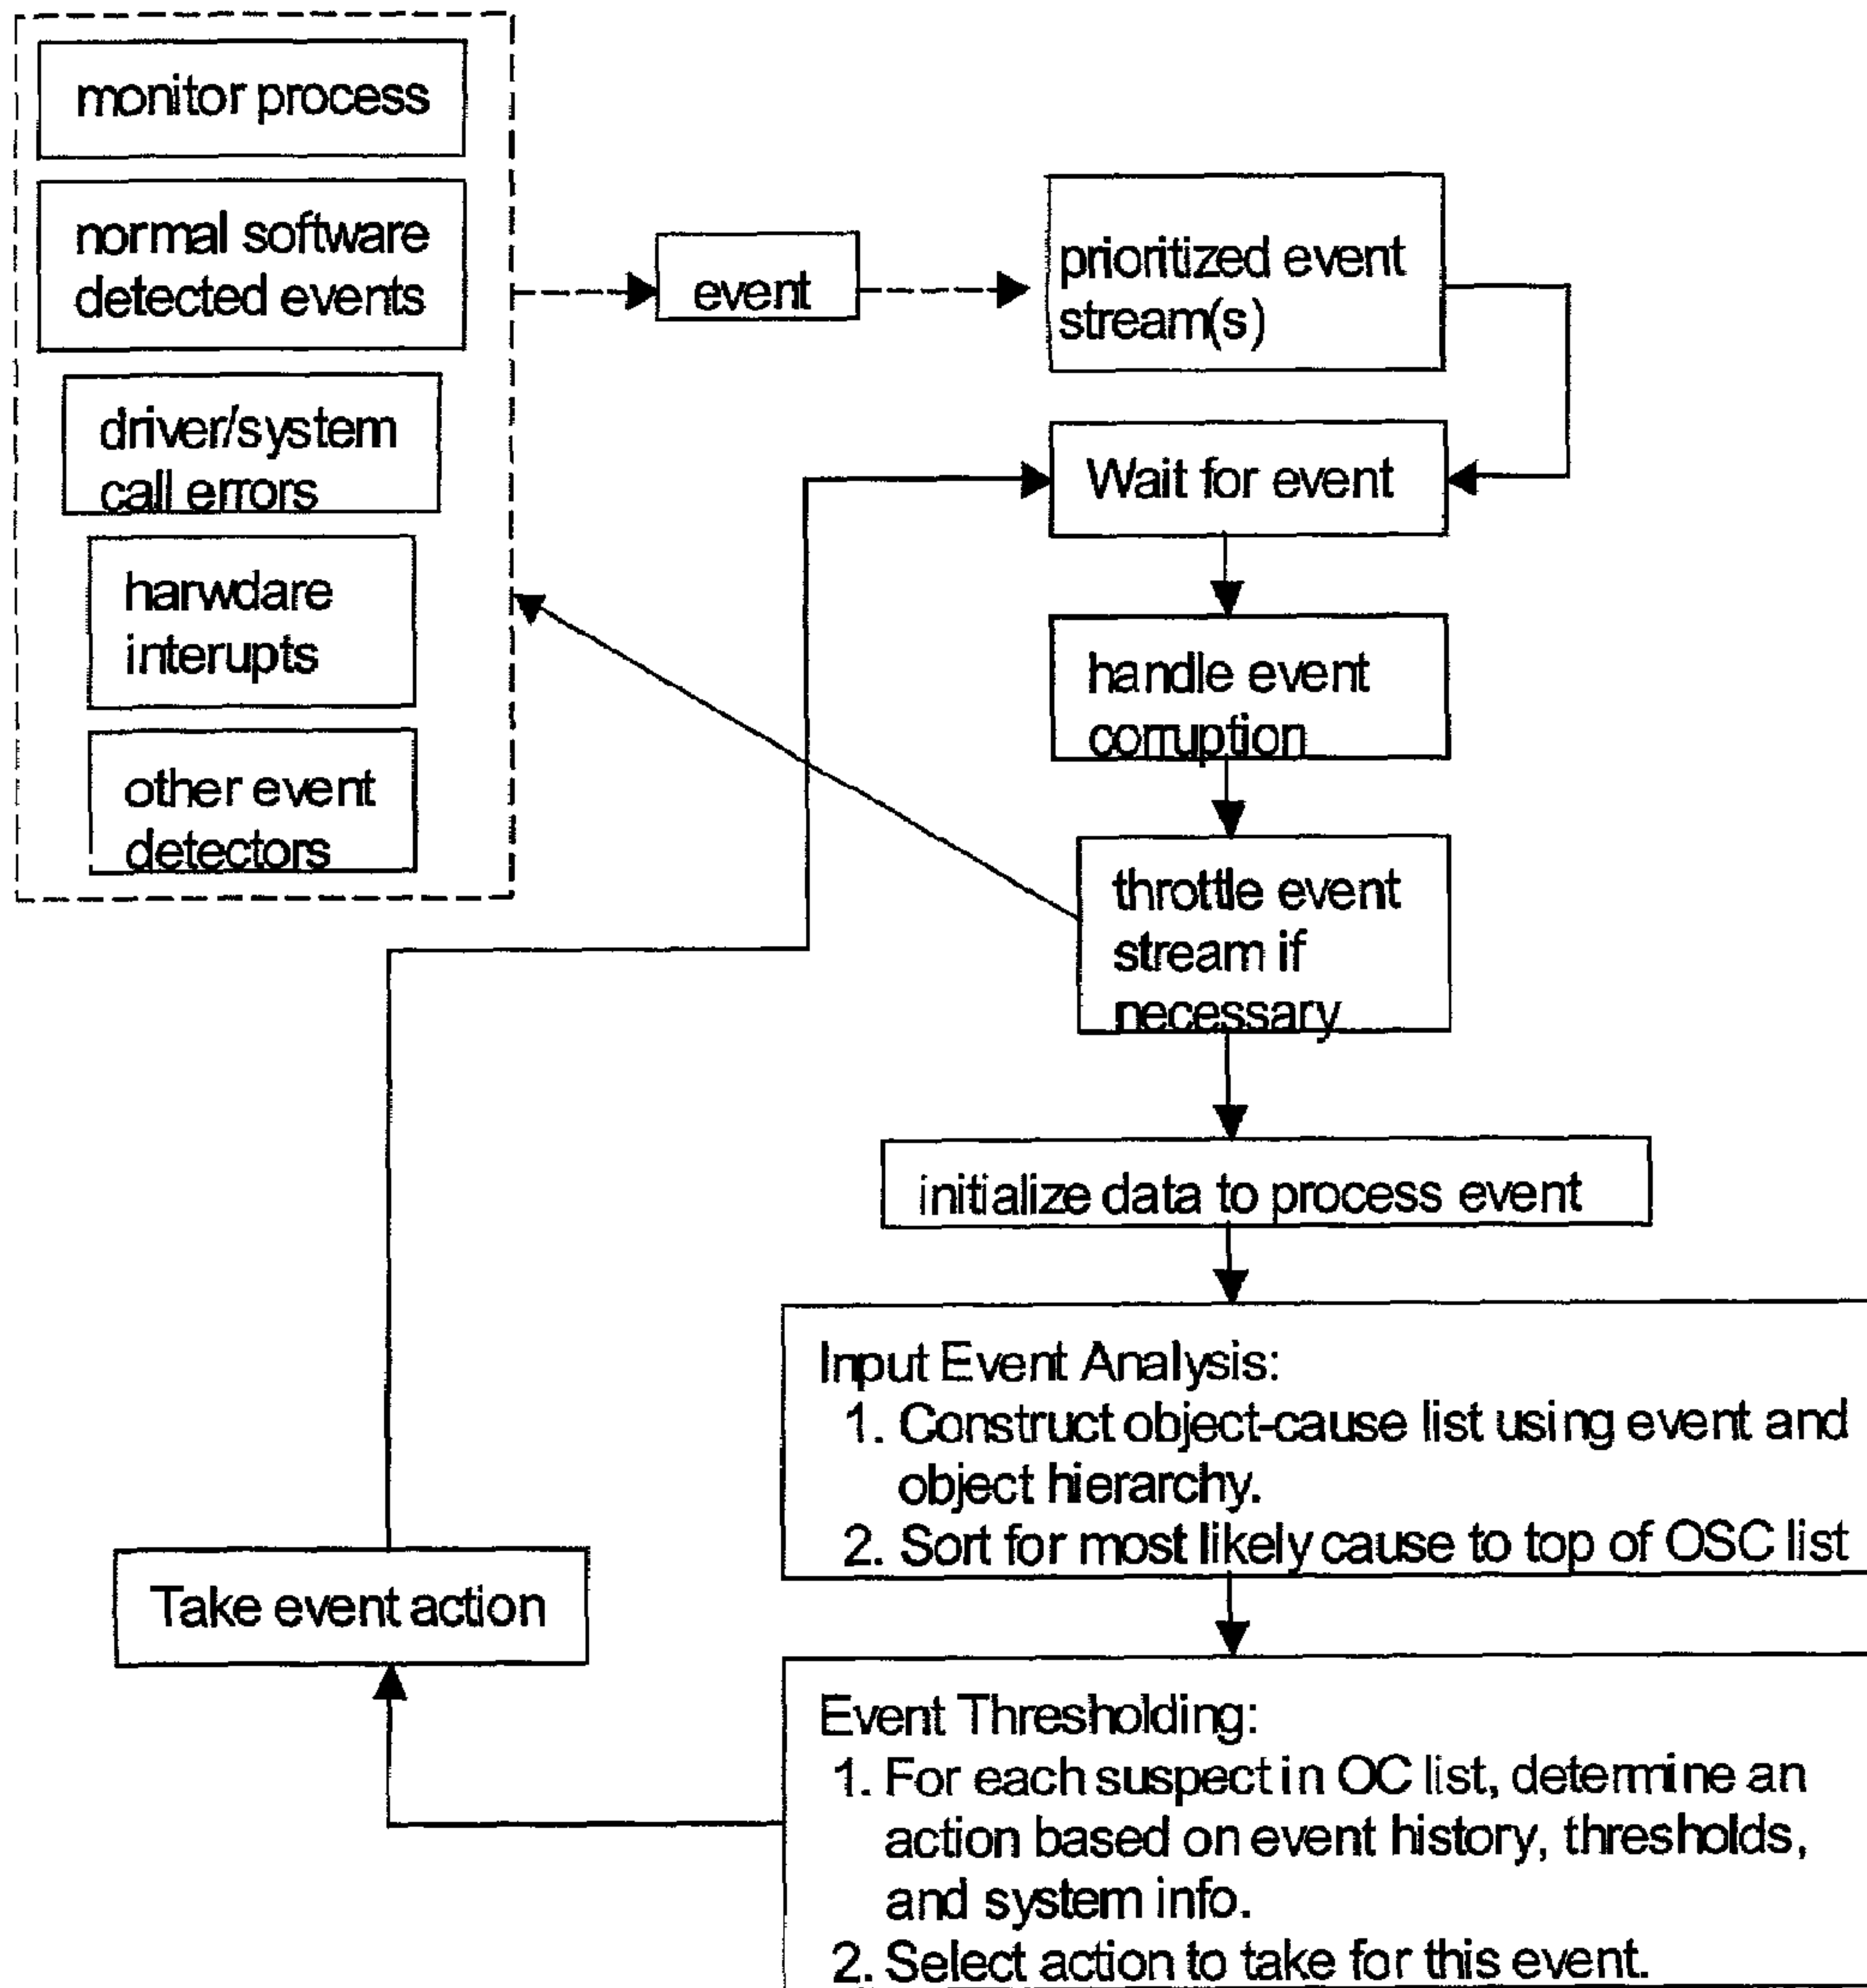 monitor process
normal software
detected events
driver/system
call errors
harwdare
interupts
other event
detectors
event
prioritized event
stream(s)
Wait for event
handle event
corruption
throttle event
stream if
necessary
initialize data to process event
Input Event Analysis:
1. Construct object-cause list using event and
object hierarchy.
2. Sort for most likely cause to top of OSC list
Event Thresholding:
1. For each suspect in OC list, determine an
action based on event history, thresholds,
and system info.
2. Select action to take for this event.
Take event action